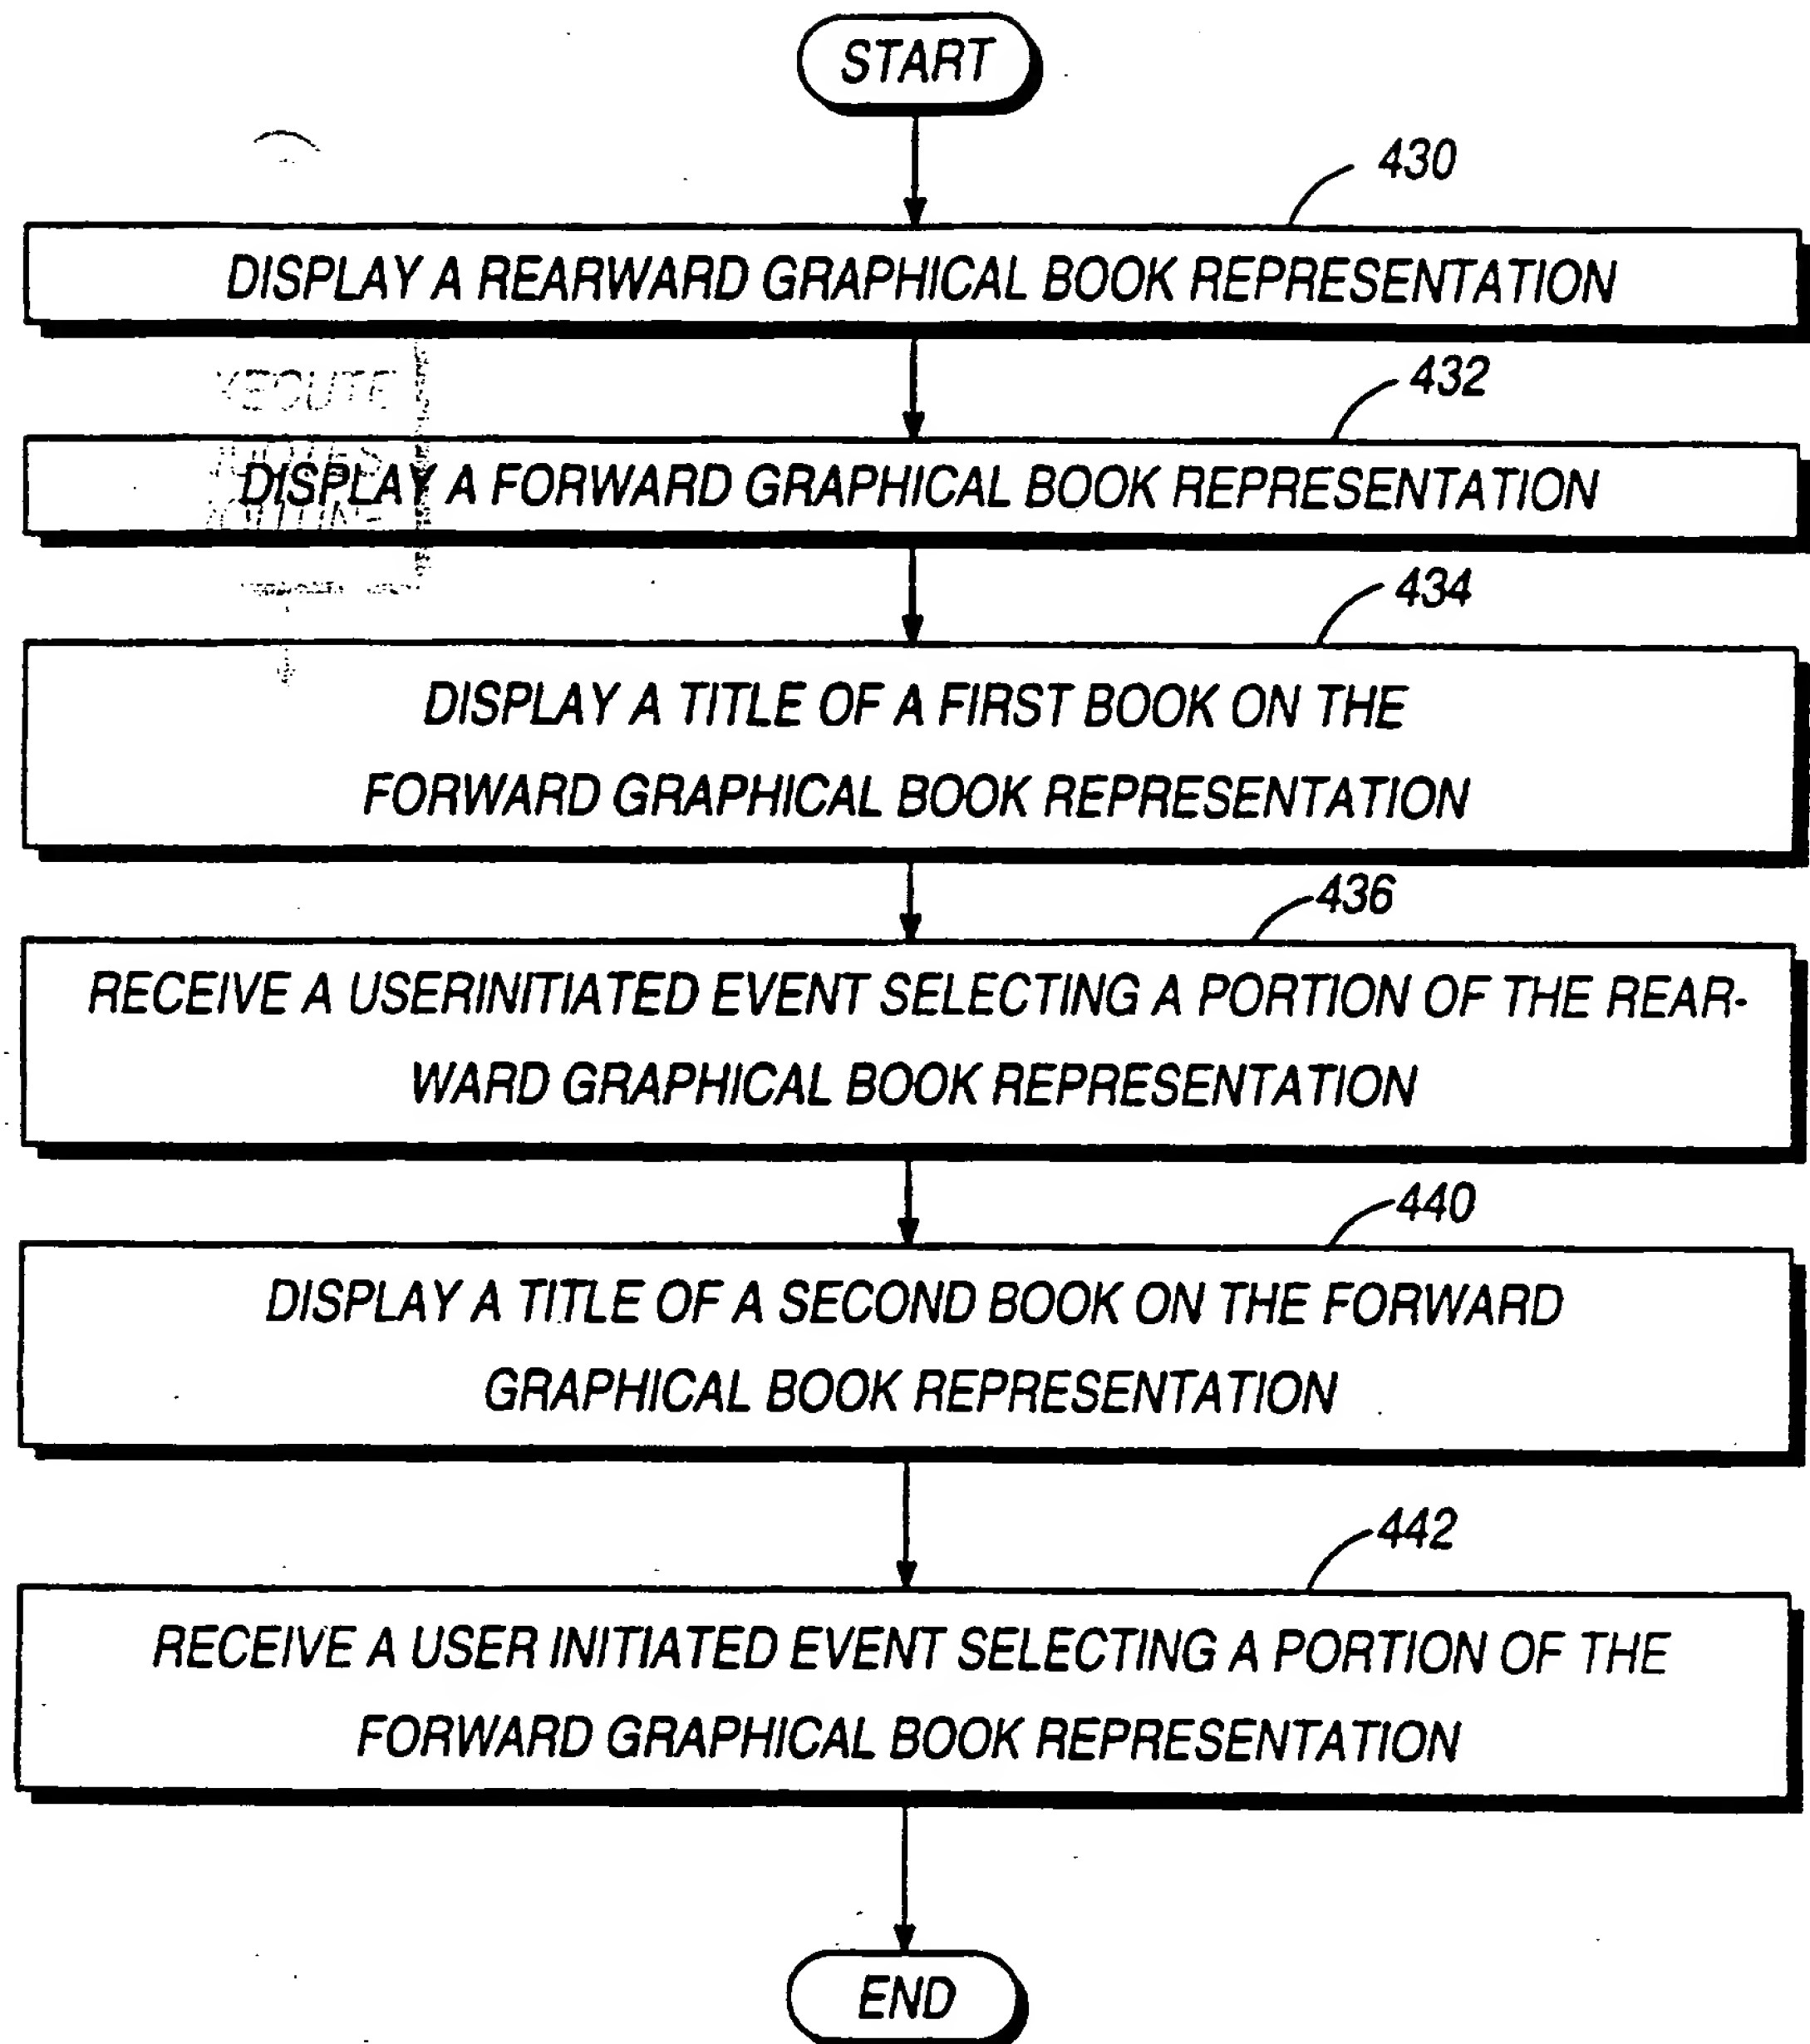 START
430
DISPLAY A REARWARD GRAPHICAL BOOK REPRESENTATION
432
DISPLAY A FORWARD GRAPHICAL BOOK REPRESENTATION
434
DISPLAY A TITLE OF A FIRST BOOK ON THE
FORWARD GRAPHICAL BOOK REPRESENTATION
436
RECEIVE A USERINITIATED EVENT SELECTING A PORTION OF THE REAR-
WARD GRAPHICAL BOOK REPRESENTATION
440
DISPLAY A TITLE OF A SECOND BOOK ON THE FORWARD
GRAPHICAL BOOK REPRESENTATION
442
RECEIVE A USER INITIATED EVENT SELECTING A PORTION OF THE
FORWARD GRAPHICAL BOOK REPRESENTATION
END